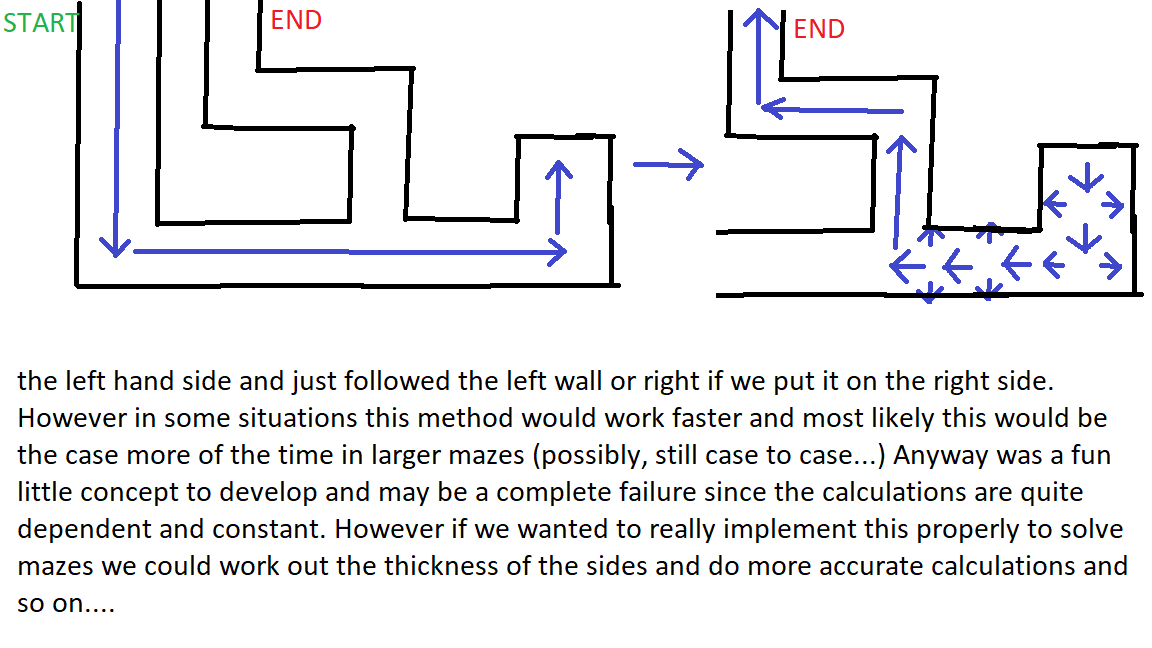 START
END
END
the left hand side and just followed the left wall or right if we put it on the right side.
However in some situations this method would work faster and most likely this would be
the case more of the time in larger mazes (possibly, still case to case...) Anyway was a fun
little concept to develop and may be a complete failure since the calculations are quite
dependent and constant. However if we wanted to really implement this properly to solve
mazes we could work out the thickness of the sides and do more accurate calculations and
so on....